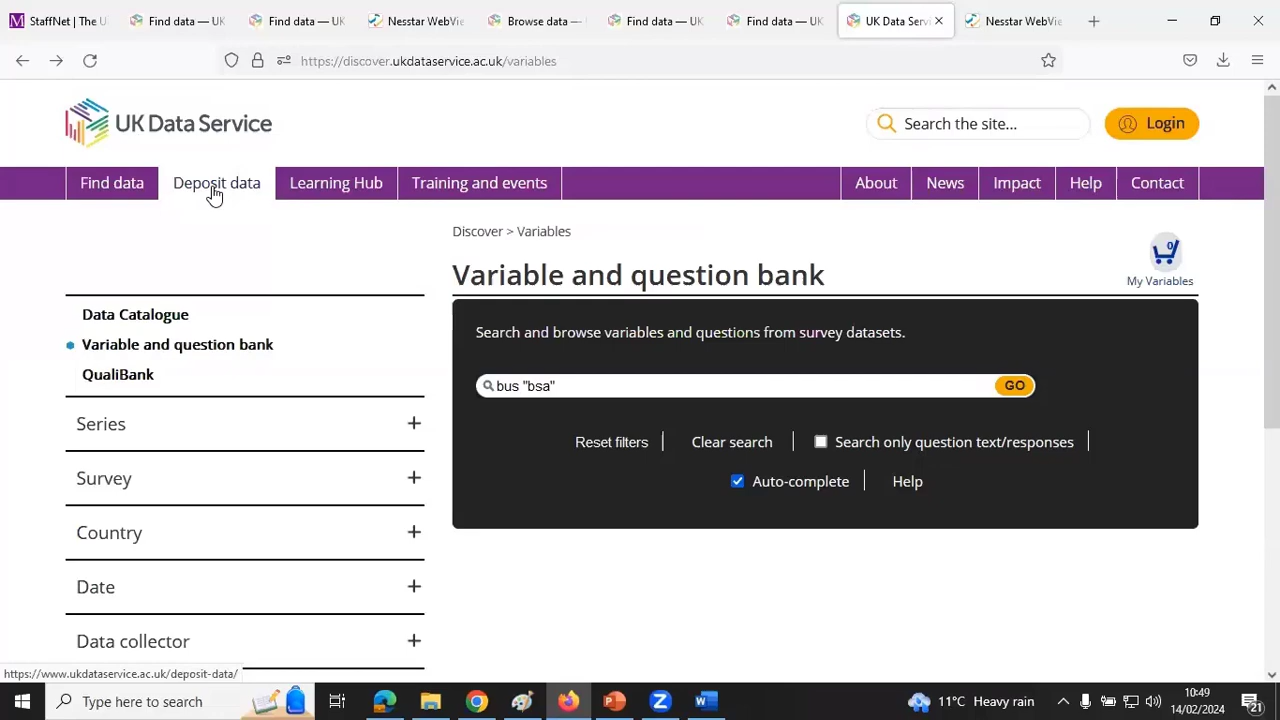 StaffNet | The U
Find data — UK
Find data — UK
Nesstar WebVie
Browse data —
Find data — UK
Find data — UK
UK Data Serv
Nesstar WebVie
https://discover.ukdataservice.ac.uk/variables
UK Data Service
Search the site...
Login
Find data
Deposit data
Learning Hub
Training and events
About
News
Impact
Help
Contact
Discover > Variables
Variable and question bank
0
My Variables
Data Catalogue
Variable and question bank
QualiBank
Search and browse variables and questions from survey datasets.
bus "bsa"
GO
Reset filters
Clear search
Search only question text/responses
Auto-complete
Help
Series
Survey
Country
Date
Data collector
https://www.ukdataservice.ac.uk/deposit-data/
Type here to search
11°C Heavy rain
10:49
14/02/2024
21